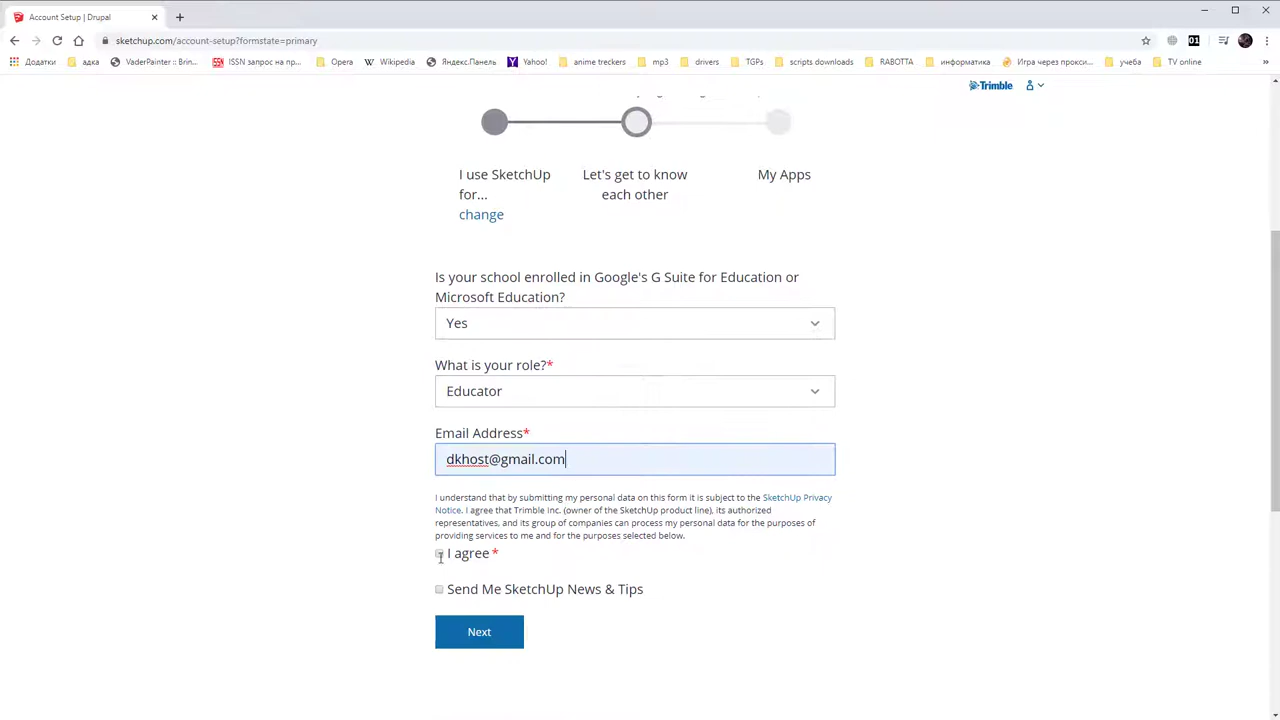 Account Setup | Drupal
sketchup.com/account-setup?formstate=primary
01
Додатки
адка
VaderPainter :: Brin...
ISSN запрос на пр...
Opera
Wikipedia
Яндекс.Панель
Yahoo!
anime treckers
mp3
drivers
TGPs
scripts downloads
RABOTTA
информатика
Игра через прокси...
учеба
TV online
Trimble
I use SketchUp
for...
change
Let's get to know
each other
My Apps
Is your school enrolled in Google's G Suite for Education or
Microsoft Education?
Yes
What is your role?*
Educator
Email Address*
dkhost@gmail.com
I understand that by submitting my personal data on this form it is subject to the SketchUp Privacy
Notice. I agree that Trimble Inc. (owner of the SketchUp product line), its authorized
representatives, and its group of companies can process my personal data for the purposes of
providing services to me and for the purposes selected below.
I agree *
Send Me SketchUp News & Tips
Next